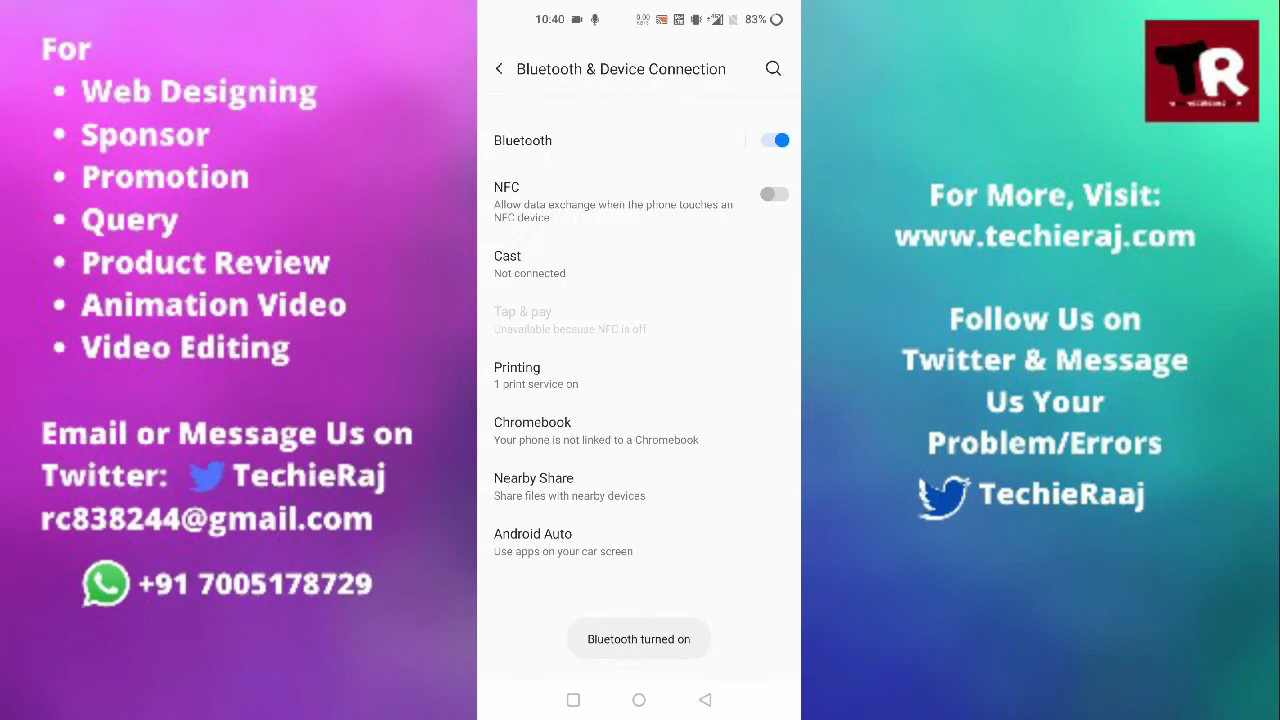 For
• Web Designing
• Sponsor
• Promotion
• Query
• Product Review
• Animation Video
• Video Editing
Email or Message Us on
Twitter: TechieRaj
rc838244@gmail.com
+91 7005178729
10:40
0.00
83%
Bluetooth & Device Connection
Bluetooth
NFC
Allow data exchange when the phone touches an
NFC device
Cast
Not connected
Tap & pay
Unavailable because NFC is off
Printing
1 print service on
Chromebook
Your phone is not linked to a Chromebook
Nearby Share
Share files with nearby devices
Android Auto
Use apps on your car screen
Bluetooth turned on
TR
For More, Visit:
www.techieraj.com
Follow Us on
Twitter & Message
Us Your
Problem/Errors
TechieRaaj